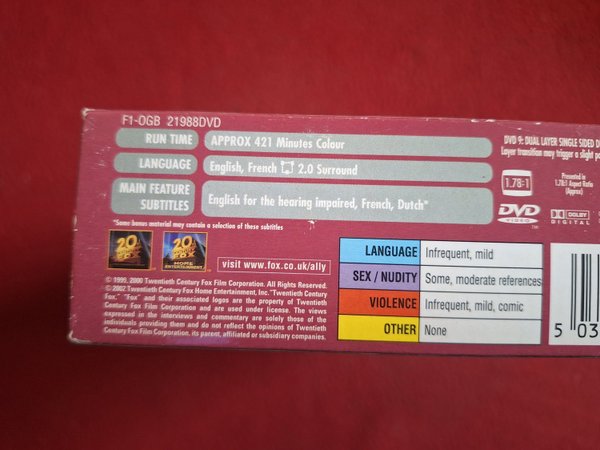 F1-OGB 21988DVD
RUN TIME APPROX 421 Minutes Colour
LANGUAGE English, French 2.0 Surround
MAIN FEATURE SUBTITLES English for the hearing impaired, French, Dutch*
*Some bonus material may contain a selection of these subtitles
DVD 9: DUAL LAYER SINGLE SIDED
Layer transition may trigger a slight
1.78:1
Presented in
1.78:1 Aspect Ratio
(Approx)
DVD
VIDEO
TM
DOLBY
DIGITAL
20
20
HOME
ENTERTAINMENT
visit www.fox.co.uk/ally
© 1999, 2000 Twentieth Century Fox Film Corporation. All Rights Reserved.
© 2002 Twentieth Century Fox Home Entertainment, Inc. "Twentieth Century
Fox," "Fox" and their associated logos are the property of Twentieth
Century Fox Film Corporation and are used under license. The views
expressed in the interviews and commentary are solely those of the
individuals providing them and do not reflect the opinions of Twentieth
Century Fox Film Corporation, its parent, affiliated or subsidiary companies.
LANGUAGE Infrequent, mild
SEX / NUDITY Some, moderate references
VIOLENCE Infrequent, mild, comic
OTHER None
5 03